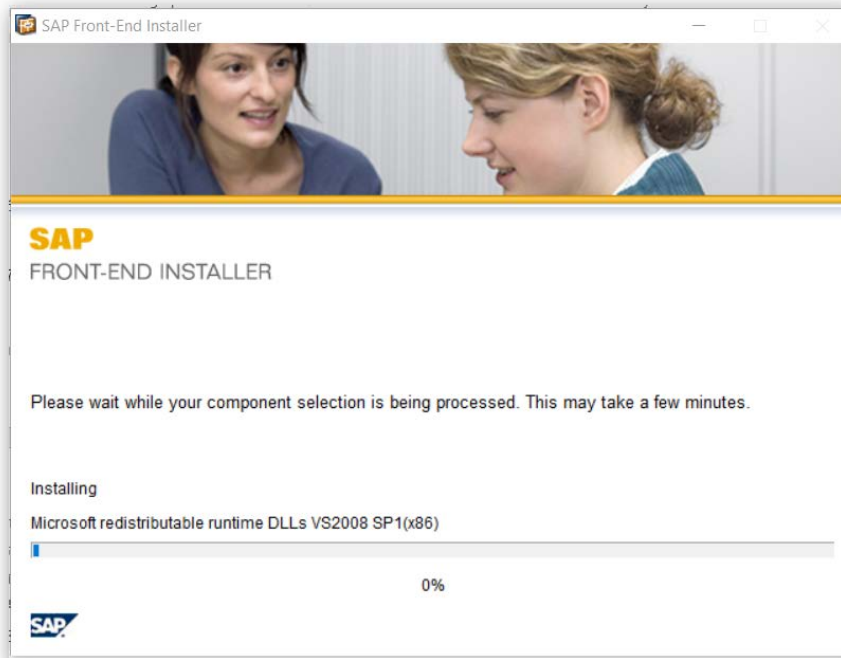 SAP Front-End Installer
SAP
FRONT-END INSTALLER
Please wait while your component selection is being processed. This may take a few minutes.
Installing
Microsoft redistributable runtime DLLs VS2008 SP1(x86)
0%
SAP